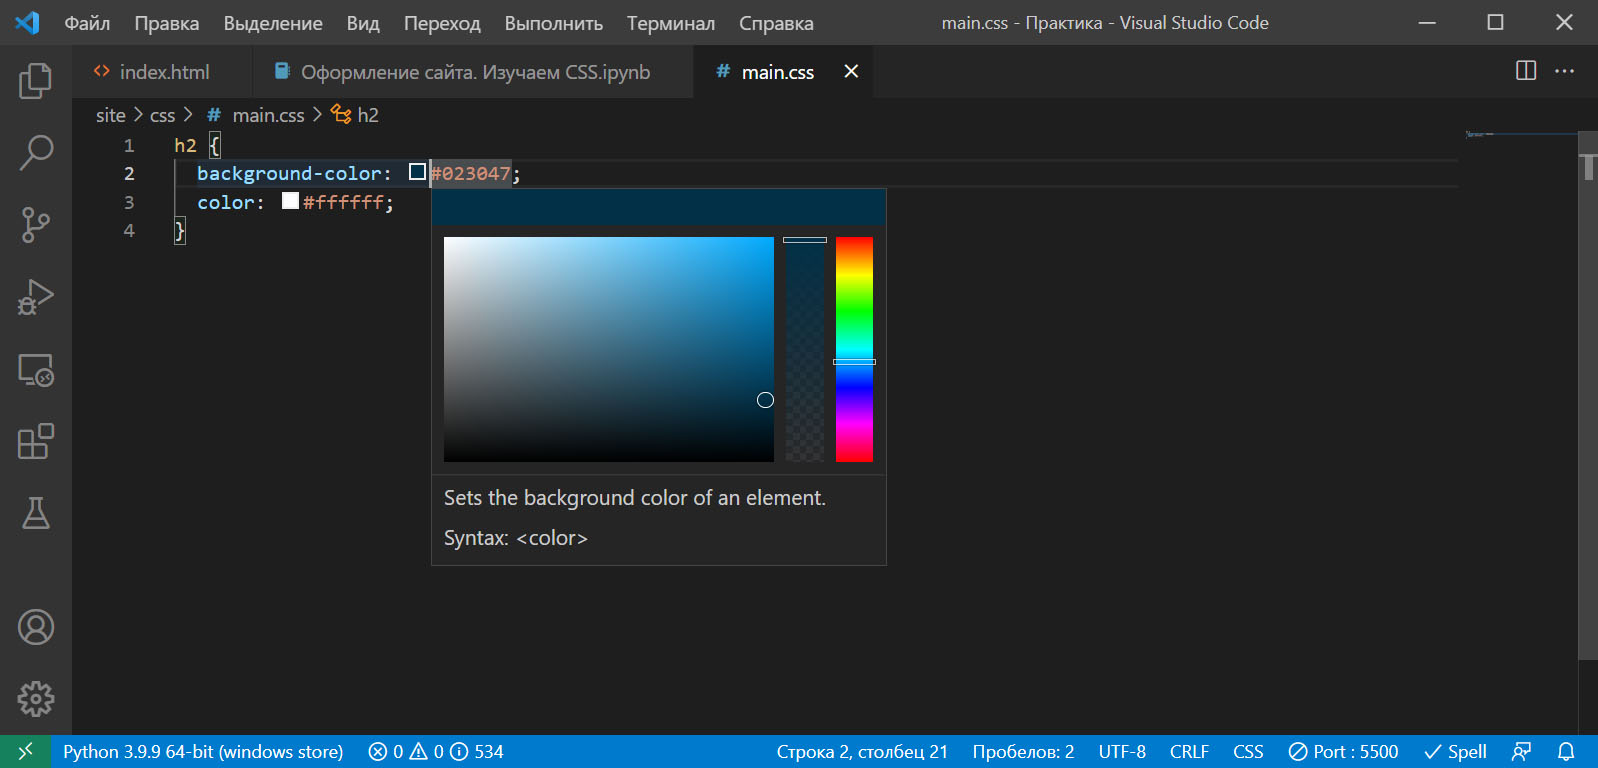 Файл Правка Выделение Вид Переход Выполнить Терминал Справка main.css - Практика - Visual Studio Code
index.html Оформление сайта. Изучаем CSS.ipynb # main.css
site > css > # main.css > h2
1 h2 {
2 background-color: #023047;
3 color: #ffffff;
4 }
Sets the background color of an element.
Syntax: <color>
Python 3.9.9 64-bit (windows store) 0 0 534 Строка 2, столбец 21 Пробелов: 2 UTF-8 CRLF CSS Port : 5500 Spell